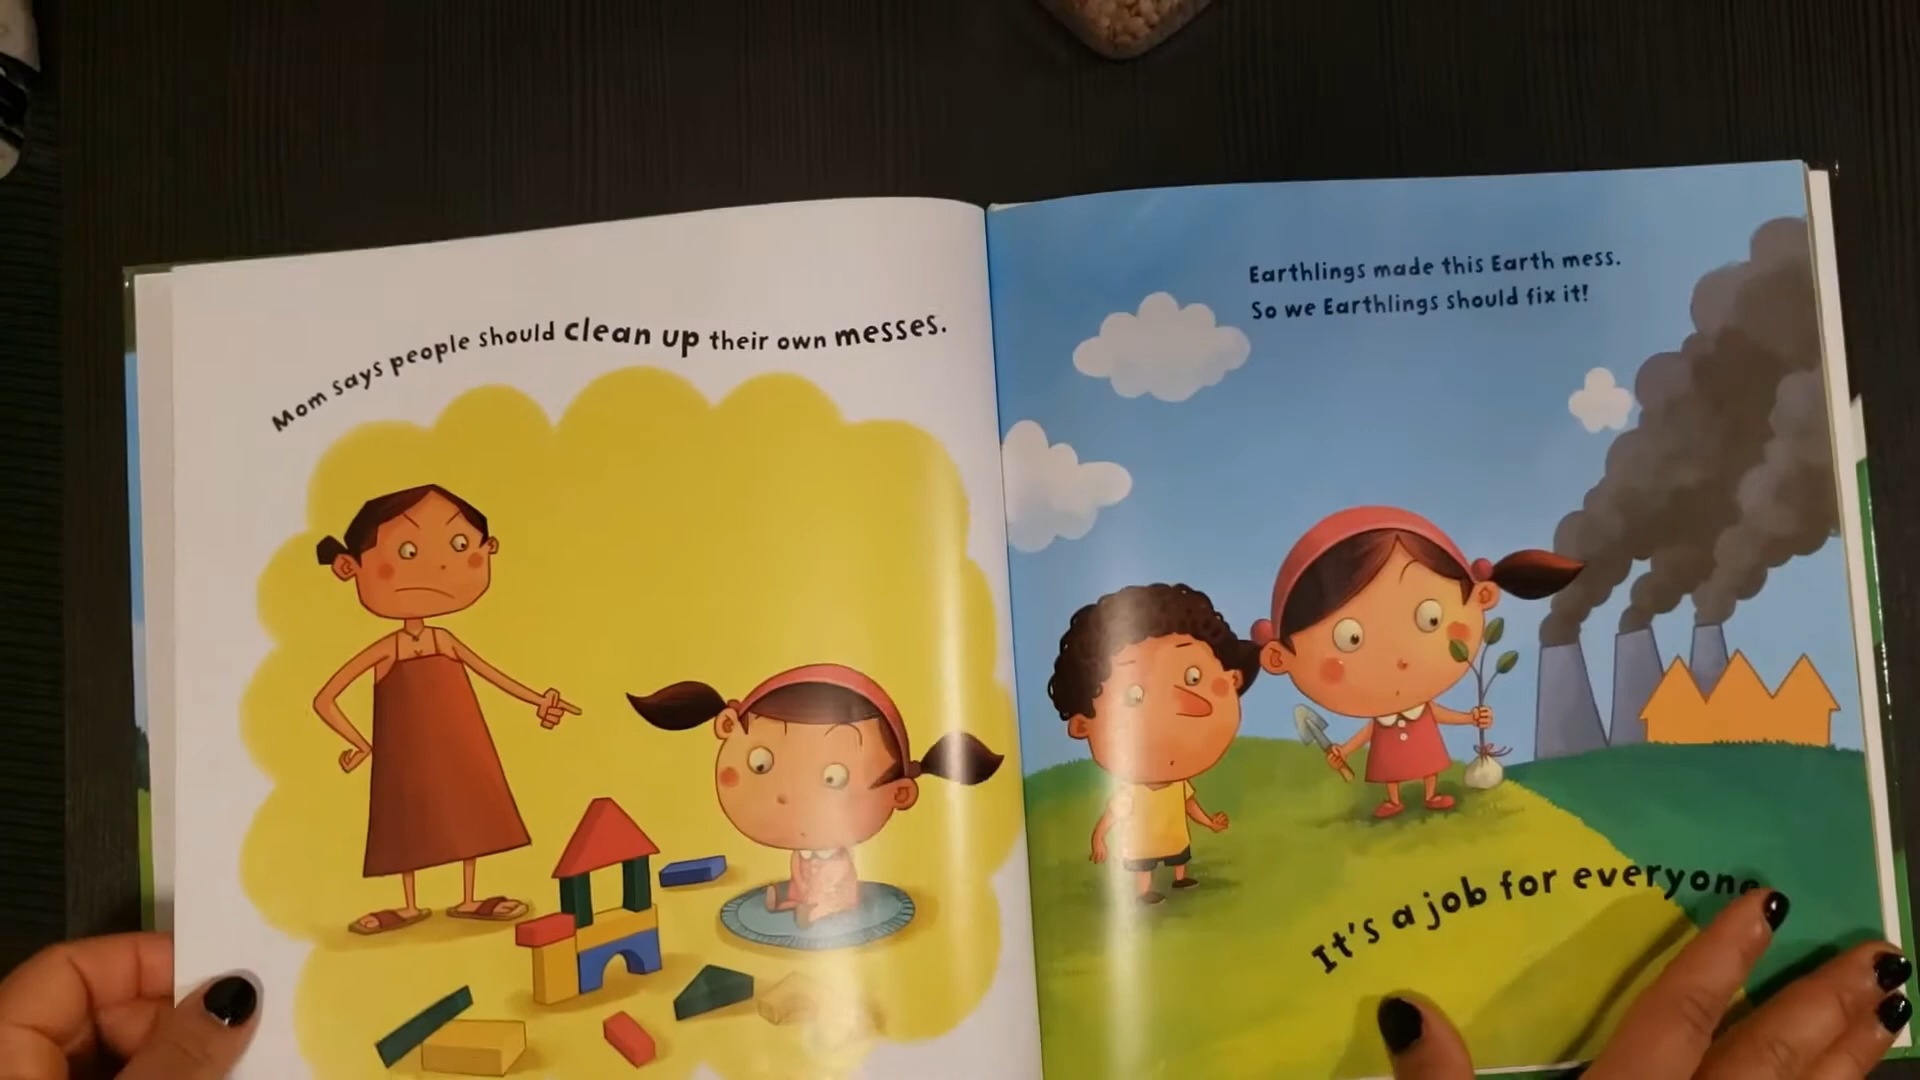 Mom says people should clean up their own messes.
Earthlings made this Earth mess.
So we Earthlings should fix it!
It's a job for everyone